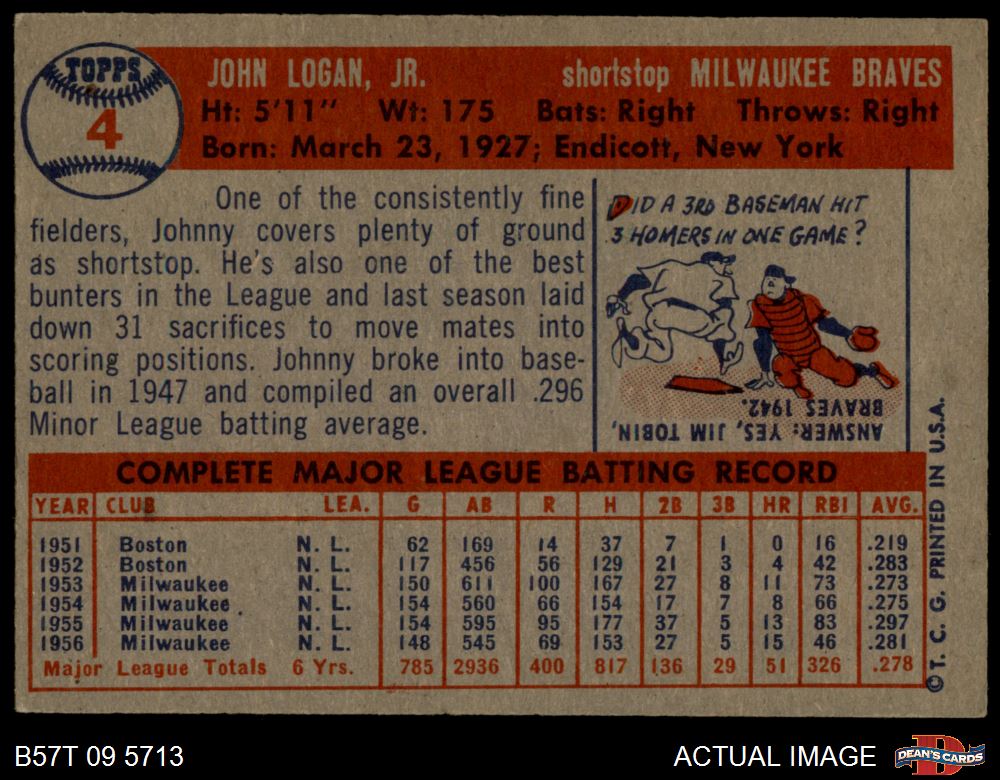 TOPPS
4
JOHN LOGAN, JR. shortstop MILWAUKEE BRAVES
Ht: 5'11" Wt: 175 Bats: Right Throws: Right
Born: March 23, 1927; Endicott, New York
One of the consistently fine
fielders, Johnny covers plenty of ground
as shortstop. He's also one of the best
bunters in the League and last season laid
down 31 sacrifices to move mates into
scoring positions. Johnny broke into base-
ball in 1947 and compiled an overall .296
Minor League batting average.
DID A 3RD BASEMAN HIT
3 HOMERS IN ONE GAME?
ANSWER: YES, JIM TOBIN,
BRAVES 1942.
COMPLETE MAJOR LEAGUE BATTING RECORD
YEAR CLUB LEA. G AB R H 2B 3B HR RBI AVG.
1951 Boston N. L. 62 169 14 37 7 1 0 16 .219
1952 Boston N. L. 117 456 56 129 21 3 4 42 .283
1953 Milwaukee N. L. 150 611 100 167 27 8 11 73 .273
1954 Milwaukee N. L. 154 560 66 154 17 7 8 66 .275
1955 Milwaukee N. L. 154 595 95 177 37 5 13 83 .297
1956 Milwaukee N. L. 148 545 69 153 27 5 15 46 .281
Major League Totals 6 Yrs. 785 2936 400 817 136 29 51 326 .278
© T. C. G. PRINTED IN U.S.A.
B57T 09 5713
ACTUAL IMAGE
DEAN'S CARDS